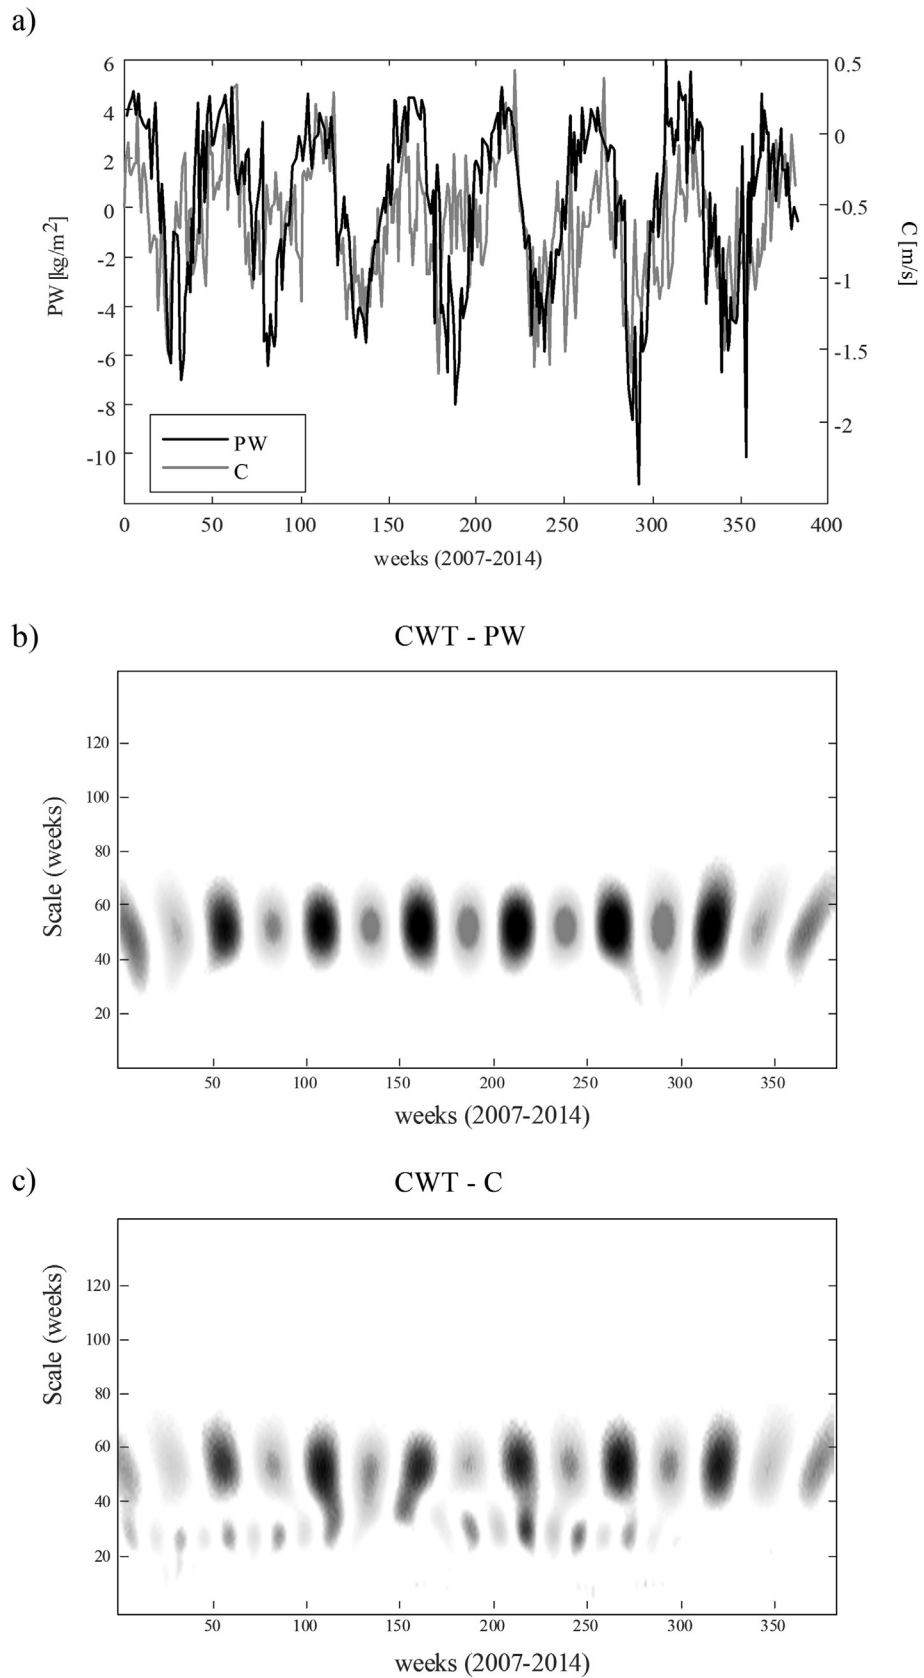 a)
6
4
2
0
-2
-4
-6
-8
-10
PW [kg/m²]
0.5
0
-0.5
-1
-1.5
-2
C [m/s]
PW
C
0 50 100 150 200 250 300 350 400
weeks (2007-2014)
b)
CWT - PW
120
100
80
60
40
20
Scale (weeks)
50 100 150 200 250 300 350
weeks (2007-2014)
c)
CWT - C
120
100
80
60
40
20
Scale (weeks)
50 100 150 200 250 300 350
weeks (2007-2014)